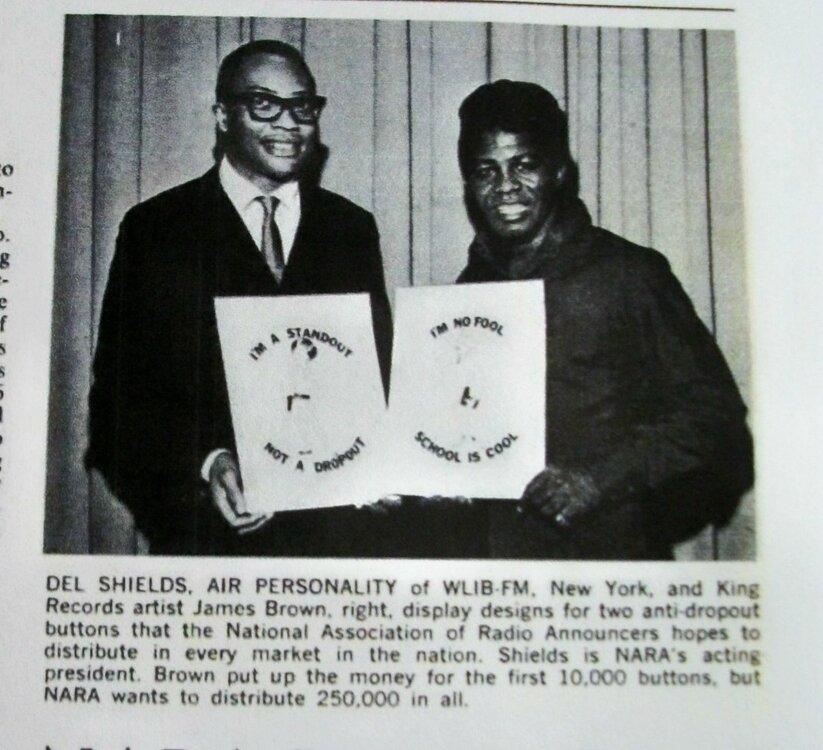 I'M A STANDOUT
NOT A DROPOUT
I'M NO FOOL
SCHOOL IS COOL
DEL SHIELDS, AIR PERSONALITY of WLIB-FM, New York, and King
Records artist James Brown, right, display designs for two anti-dropout
buttons that the National Association of Radio Announcers hopes to
distribute in every market in the nation. Shields is NARA's acting
president. Brown put up the money for the first 10,000 buttons, but
NARA wants to distribute 250,000 in all.